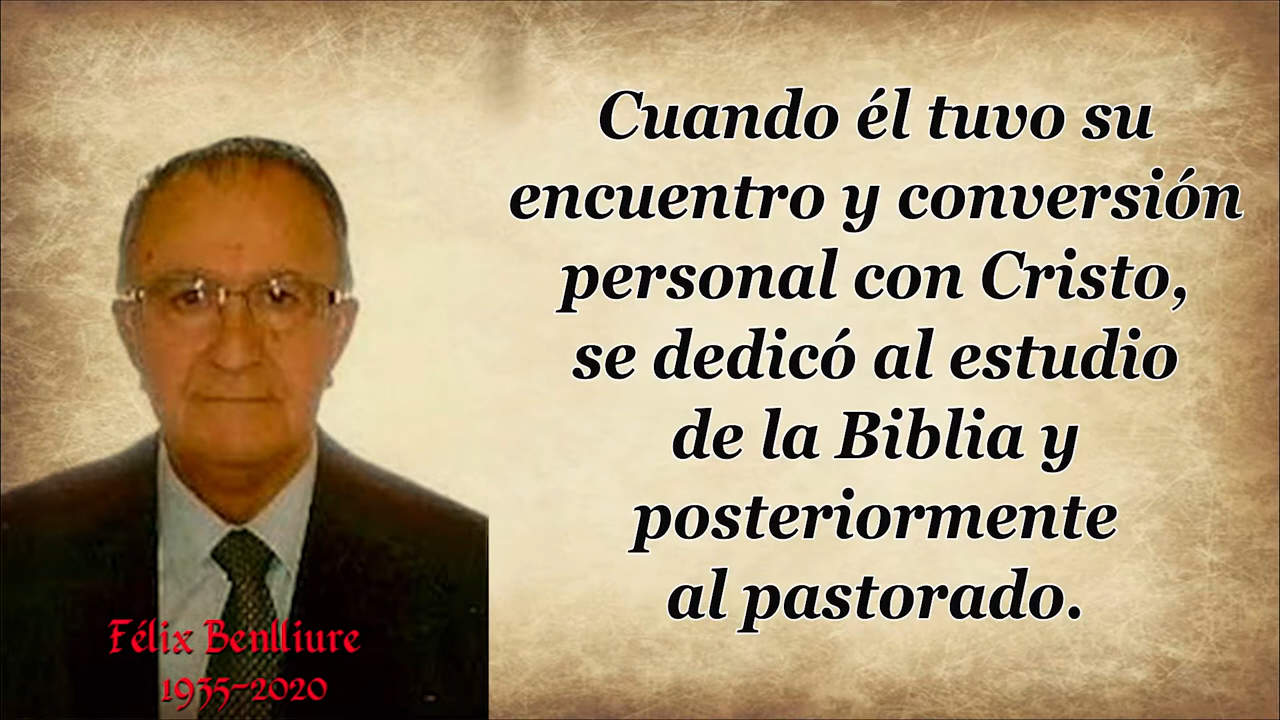 Cuando él tuvo su
encuentro y conversión
personal con Cristo,
se dedicó al estudio
de la Biblia y
posteriormente
al pastorado.
Félix Benlliure
1935-2020